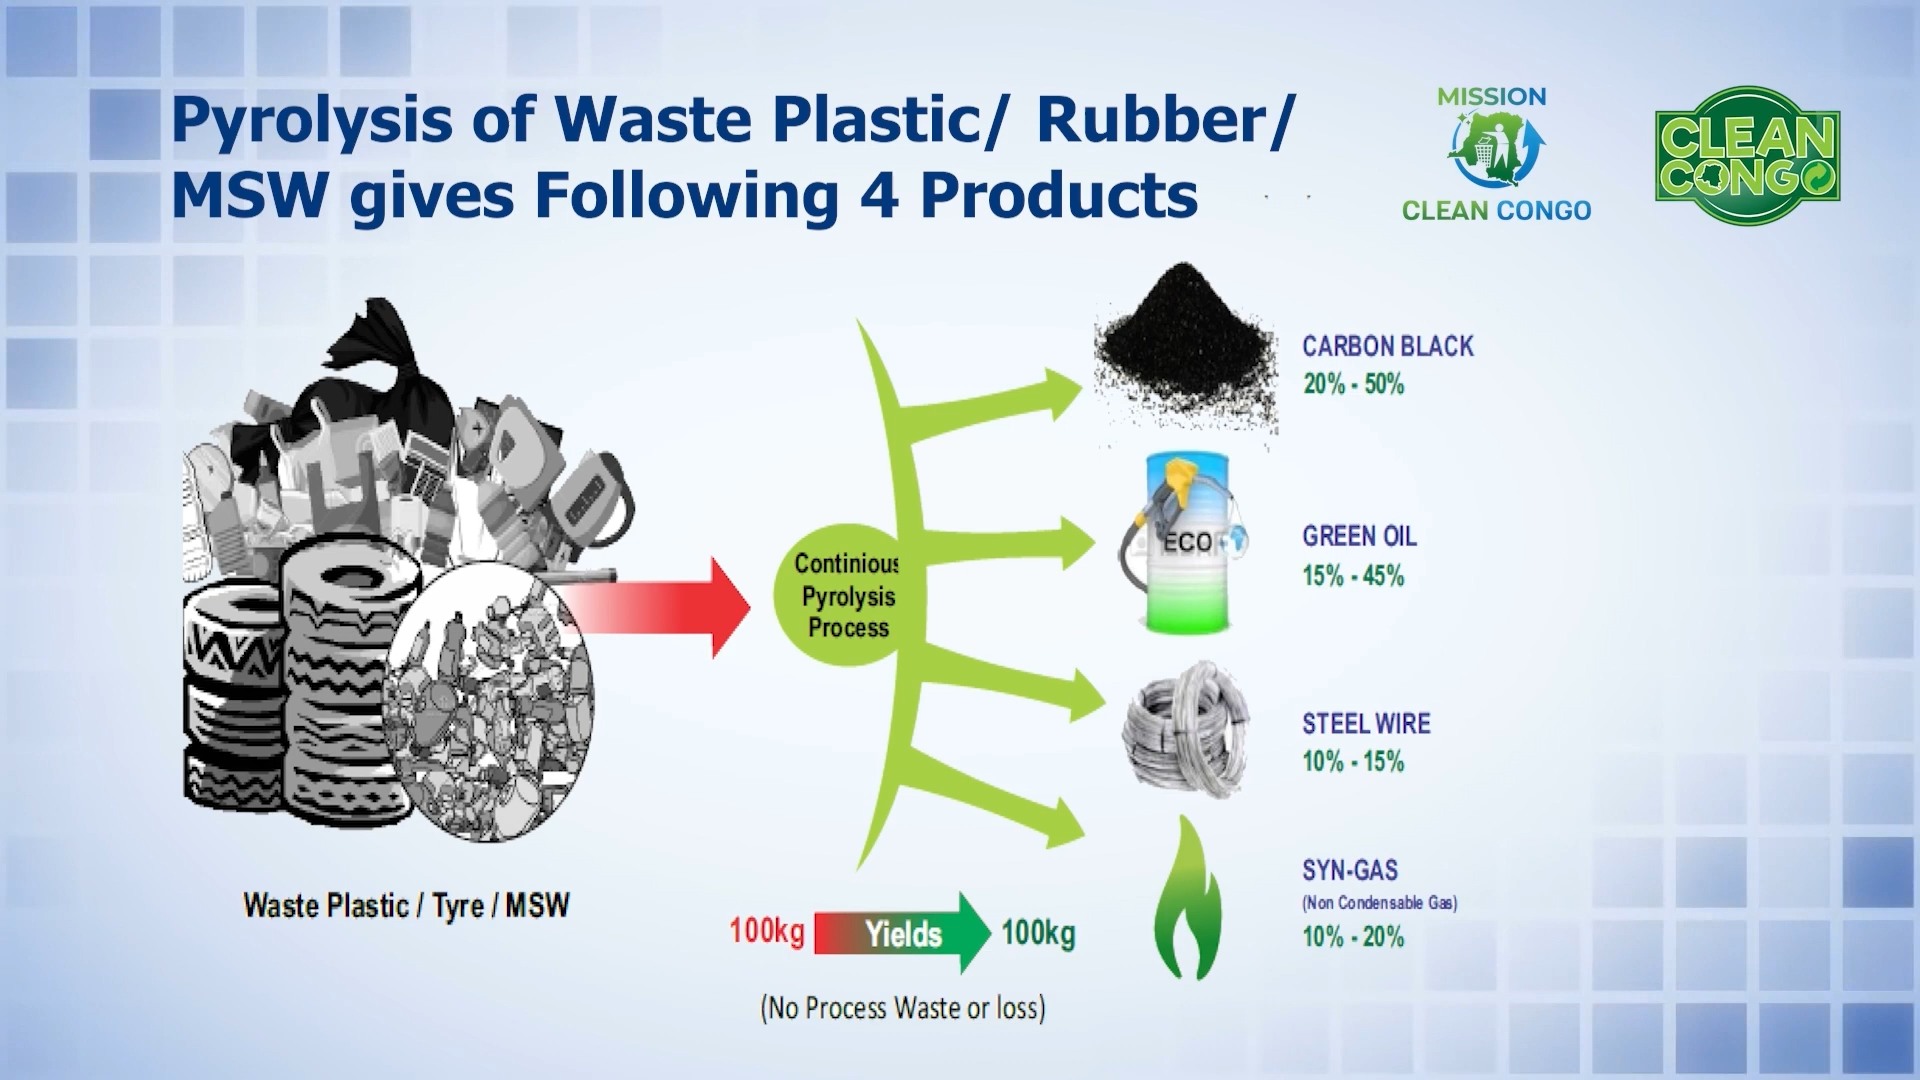 Pyrolysis of Waste Plastic/ Rubber/
MSW gives Following 4 Products
MISSION
CLEAN CONGO
CLEAN
CONGO
CARBON BLACK
20% - 50%
ECO
GREEN OIL
15% - 45%
Continious
Pyrolysis
Process
STEEL WIRE
10% - 15%
SYN-GAS
(Non Condensable Gas)
10% - 20%
Waste Plastic / Tyre / MSW
100kg Yields 100kg
(No Process Waste or loss)